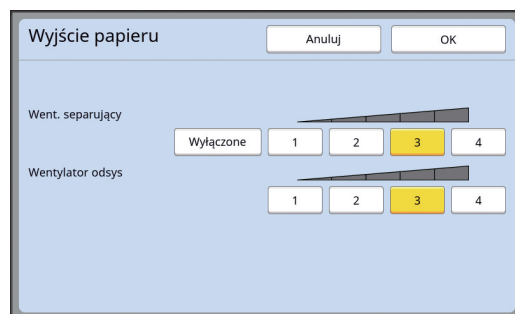 Wyjście papieru Anuluj OK
Went. separujący
Wyłączone 1 2 3 4
Wentylator odsys
1 2 3 4